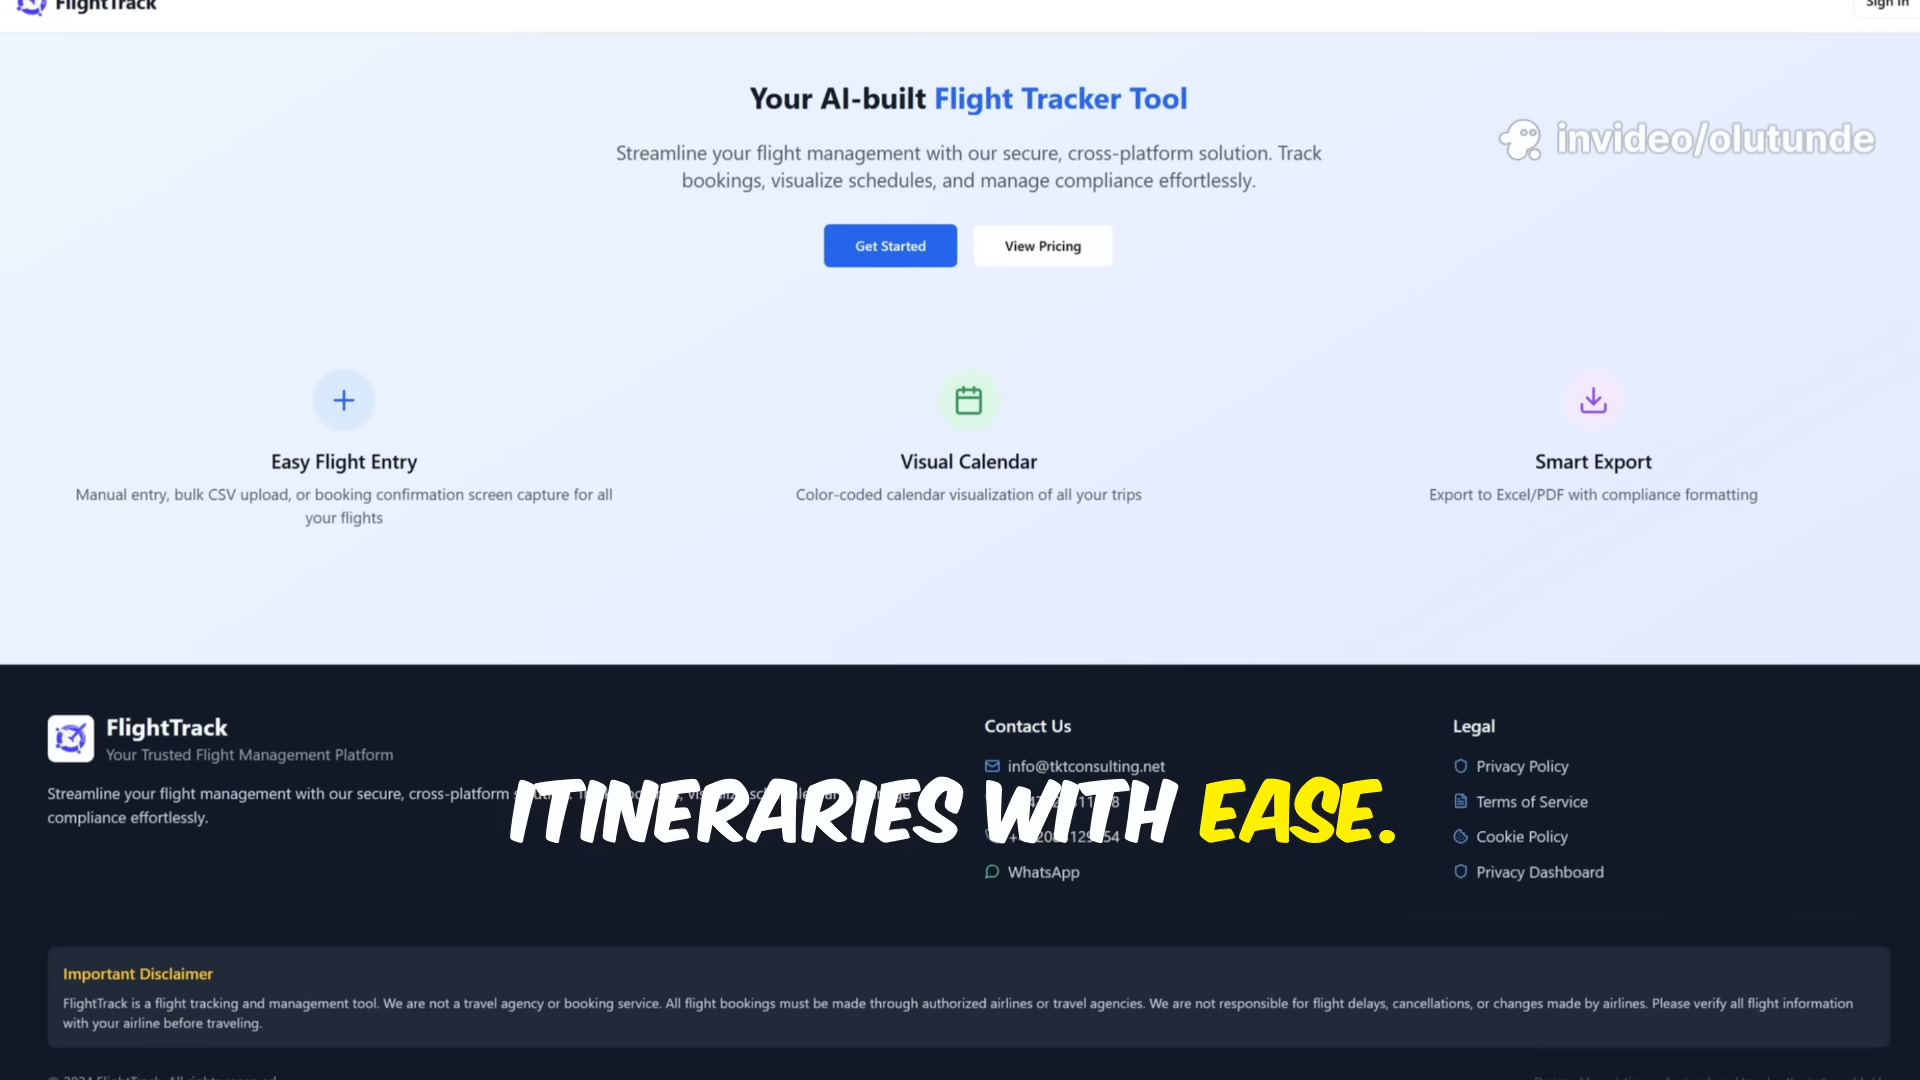 FlightTrack
Sign In
Your AI-built Flight Tracker Tool
invideo/olutunde
Streamline your flight management with our secure, cross-platform solution. Track
bookings, visualize schedules, and manage compliance effortlessly.
Get Started
View Pricing
Easy Flight Entry
Manual entry, bulk CSV upload, or booking confirmation screen capture for all
your flights
Visual Calendar
Color-coded calendar visualization of all your trips
Smart Export
Export to Excel/PDF with compliance formatting
FlightTrack
Your Trusted Flight Management Platform
Streamline your flight management with our secure, cross-platform
compliance effortlessly.
Contact Us
info@tktconsulting.net
WhatsApp
Legal
Privacy Policy
Terms of Service
Cookie Policy
Privacy Dashboard
ITINERARIES WITH EASE.
Important Disclaimer
FlightTrack is a flight tracking and management tool. We are not a travel agency or booking service. All flight bookings must be made through authorized airlines or travel agencies. We are not responsible for flight delays, cancellations, or changes made by airlines. Please verify all flight information
with your airline before traveling.